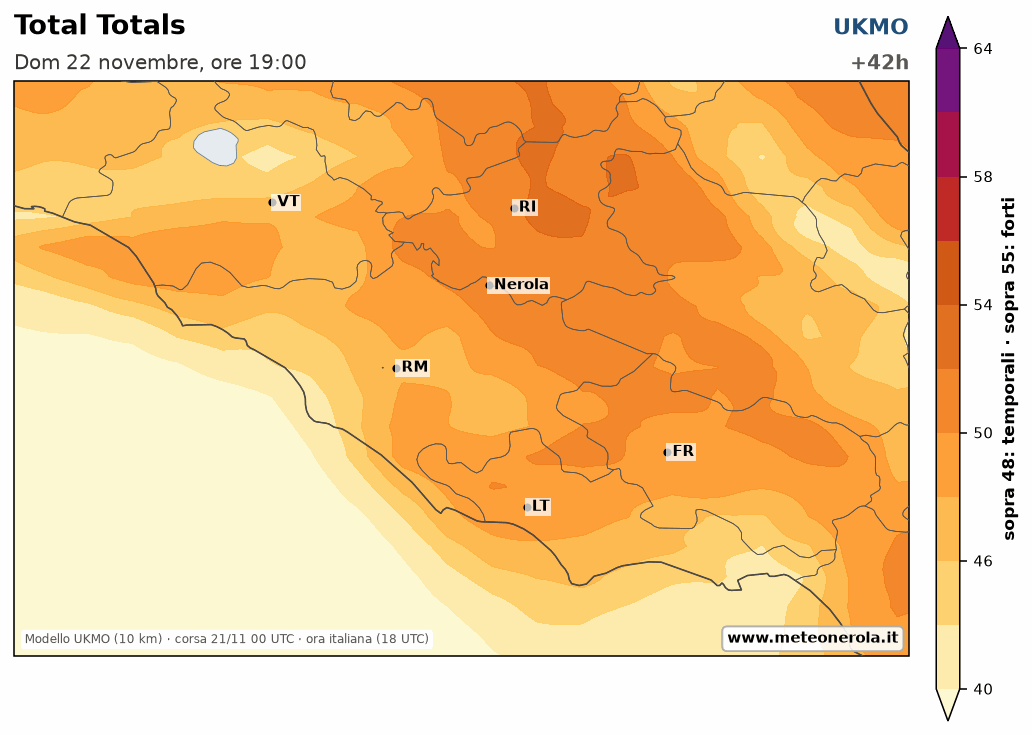 Total Totals
UKMO
Dom 22 novembre, ore 19:00
+42h
VT
RI
Nerola
RM
FR
LT
Modello UKMO (10 km) · corsa 21/11 00 UTC · ora italiana (18 UTC)
www.meteonerola.it
64
58
54
50
46
40
sopra 48: temporali · sopra 55: forti